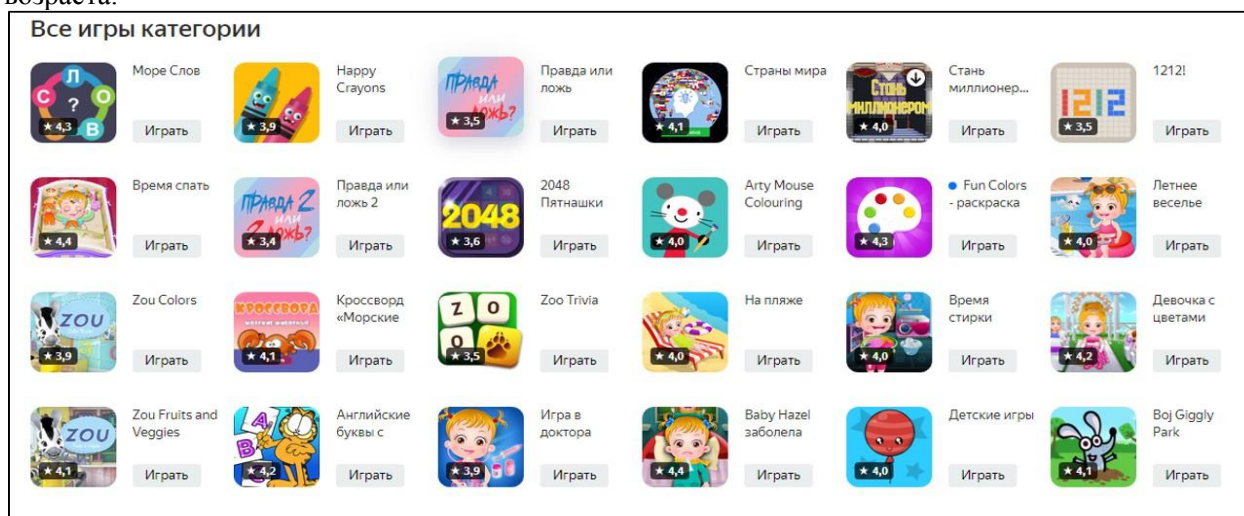 возраста.
Все игры категории
Море Слов
Л
С ? О
В
★ 4,3
Играть
Happy
Crayons
★ 3,9
Играть
Правда или
ложь
ПРАВДА
ИЛИ
ЛОЖЬ?
★ 3,5
Играть
Страны мира
★ 4,1
Играть
Стань
миллионер...
Стань
миллионером
★ 4,0
Играть
1212!
1212
★ 3,5
Играть
Время спать
★ 4,4
Играть
Правда или
ложь 2
ПРАВДА 2
ИЛИ
ЛОЖЬ?
★ 3,4
Играть
2048
Пятнашки
2048
★ 3,6
Играть
Arty Mouse
Colouring
★ 4,0
Играть
Fun Colors
- раскраска
★ 4,3
Играть
Летнее
веселье
★ 4,0
Играть
Zou Colors
ZOU
★ 3,9
Играть
Кроссворд
«Морские
КРОССВОРД
★ 4,1
Играть
Zoo Trivia
Z O
O
★ 3,5
Играть
На пляже
★ 4,0
Играть
Время
стирки
★ 4,0
Играть
Девочка с
цветами
★ 4,2
Играть
Zou Fruits and
Veggies
ZOU
★ 4,1
Играть
Английские
буквы с
A
B
★ 4,2
Играть
Игра в
доктора
★ 3,9
Играть
Baby Hazel
заболела
★ 4,4
Играть
Детские игры
★ 4,0
Играть
Boj Giggly
Park
★ 4,1
Играть